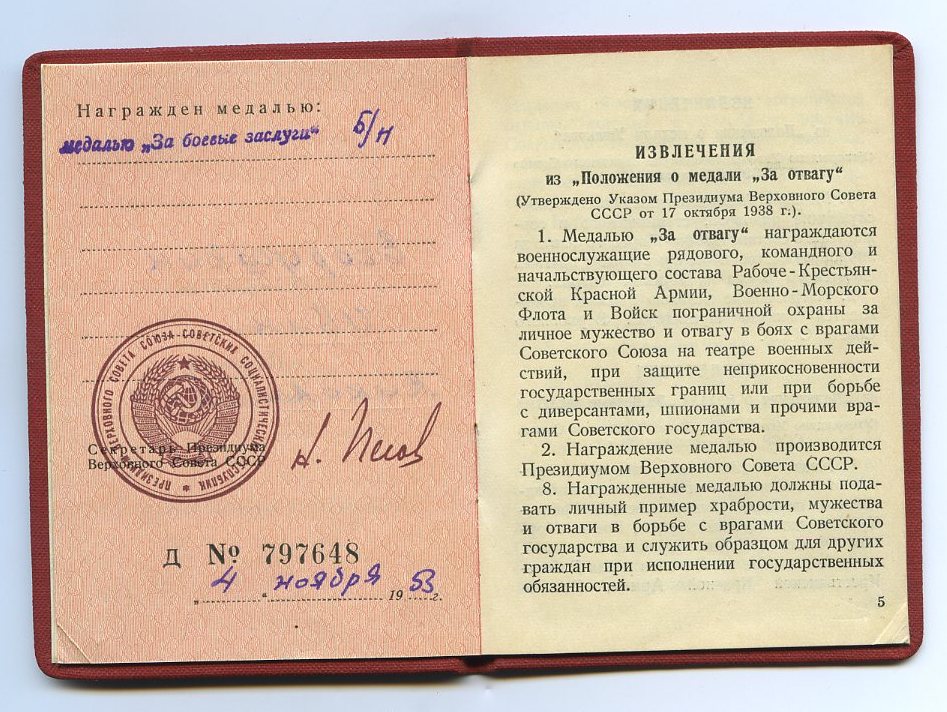 Награжден медалью:
медалью „За боевые заслуги“ Б/Н
ПРЕЗИДИУМ ВЕРХОВНОГО СОВЕТА СОЮЗА СОВЕТСКИХ СОЦИАЛИСТИЧЕСКИХ РЕСПУБЛИК
Секретарь Президиума
Верховного Совета СССР
Н. Пегов
Д № 797648
„ 4 “ ноября 1953 г.
ИЗВЛЕЧЕНИЯ
из „Положения о медали „За отвагу“
(Утверждено Указом Президиума Верховного Совета
СССР от 17 октября 1938 г.).
1. Медалью „За отвагу“ награждаются
военнослужащие рядового, командного и
начальствующего состава Рабоче-Крестьян-
ской Красной Армии, Военно-Морского
Флота и Войск пограничной охраны за
личное мужество и отвагу в боях с врагами
Советского Союза на театре военных дей-
ствий, при защите неприкосновенности
государственных границ или при борьбе
с диверсантами, шпионами и прочими вра-
гами Советского государства.
2. Награждение медалью производится
Президиумом Верховного Совета СССР.
8. Награжденные медалью должны пода-
вать личный пример храбрости, мужества
и отваги в борьбе с врагами Советского
государства и служить образцом для других
граждан при исполнении государственных
обязанностей.
5